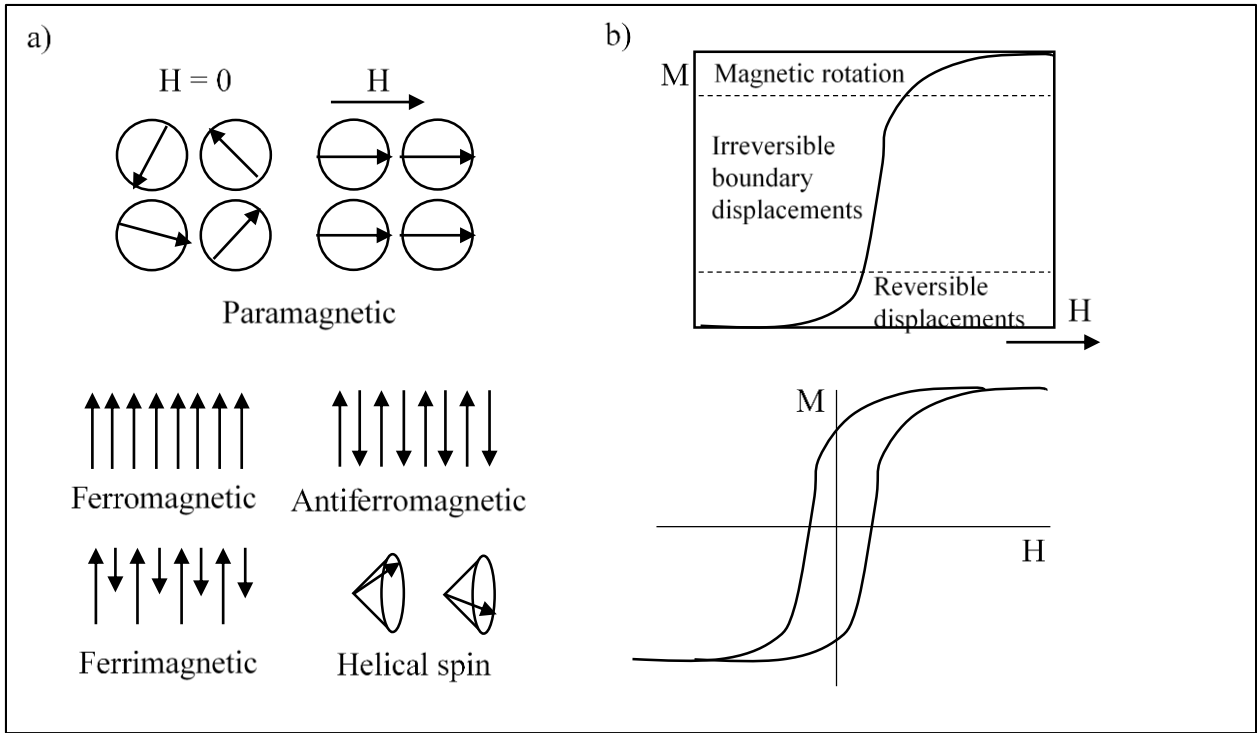 a)
H = 0
H
Paramagnetic
Ferromagnetic
Antiferromagnetic
Ferrimagnetic
Helical spin
b)
M
Magnetic rotation
Irreversible
boundary
displacements
Reversible
displacements
H
M
H